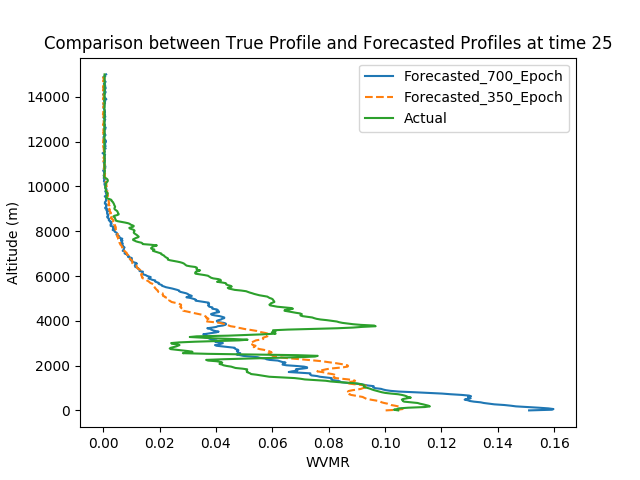 Comparison between True Profile and Forecasted Profiles at time 25
Forecasted_700_Epoch
Forecasted_350_Epoch
Actual
Altitude (m)
14000
12000
10000
8000
6000
4000
2000
0
0.00 0.02 0.04 0.06 0.08 0.10 0.12 0.14 0.16
WVMR